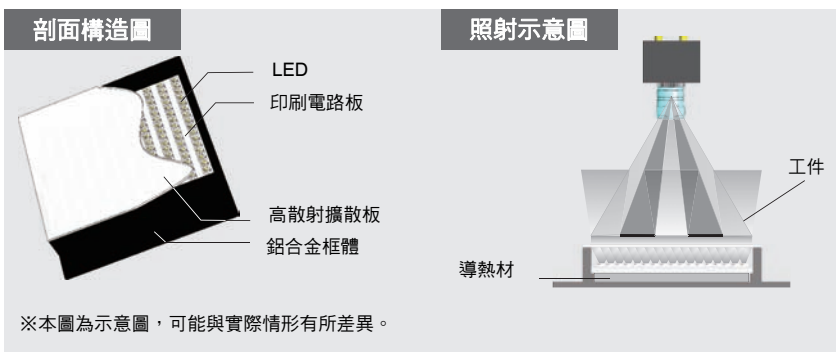 剖面構造圖
LED
印刷電路板
高散射擴散板
鋁合金框體
照射示意圖
工件
導熱材
※本圖為示意圖，可能與實際情形有所差異。